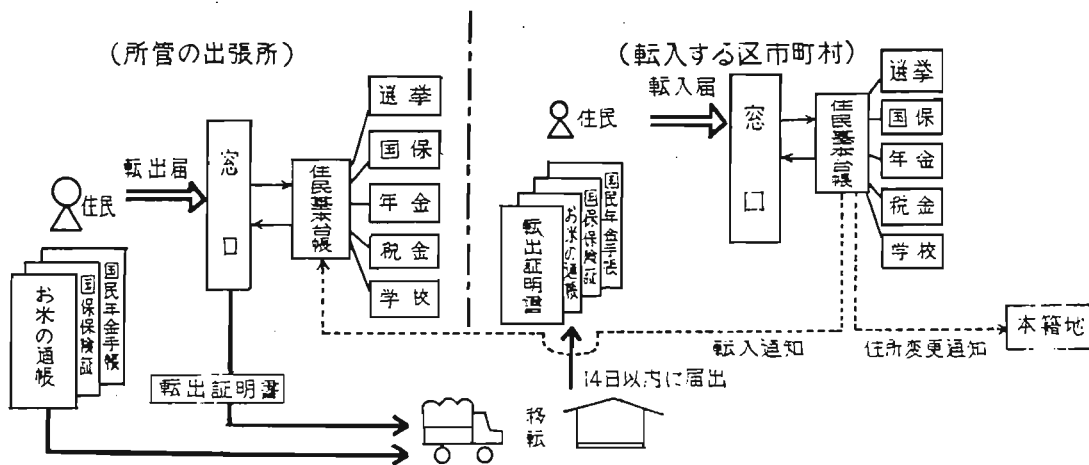 (所管の出張所)
転出届
住民
窓口
住民基本台帳
選挙
国保
年金
税金
学校
お米の通帳
国保保険証
国民年金手帳
転出証明書
移転
(転入する区市町村)
転入届
住民
窓口
住民基本台帳
選挙
国保
年金
税金
学校
転出証明書
お米の通帳
国保保険証
国民年金手帳
14日以内に届出
転入通知
住所変更通知
本籍地